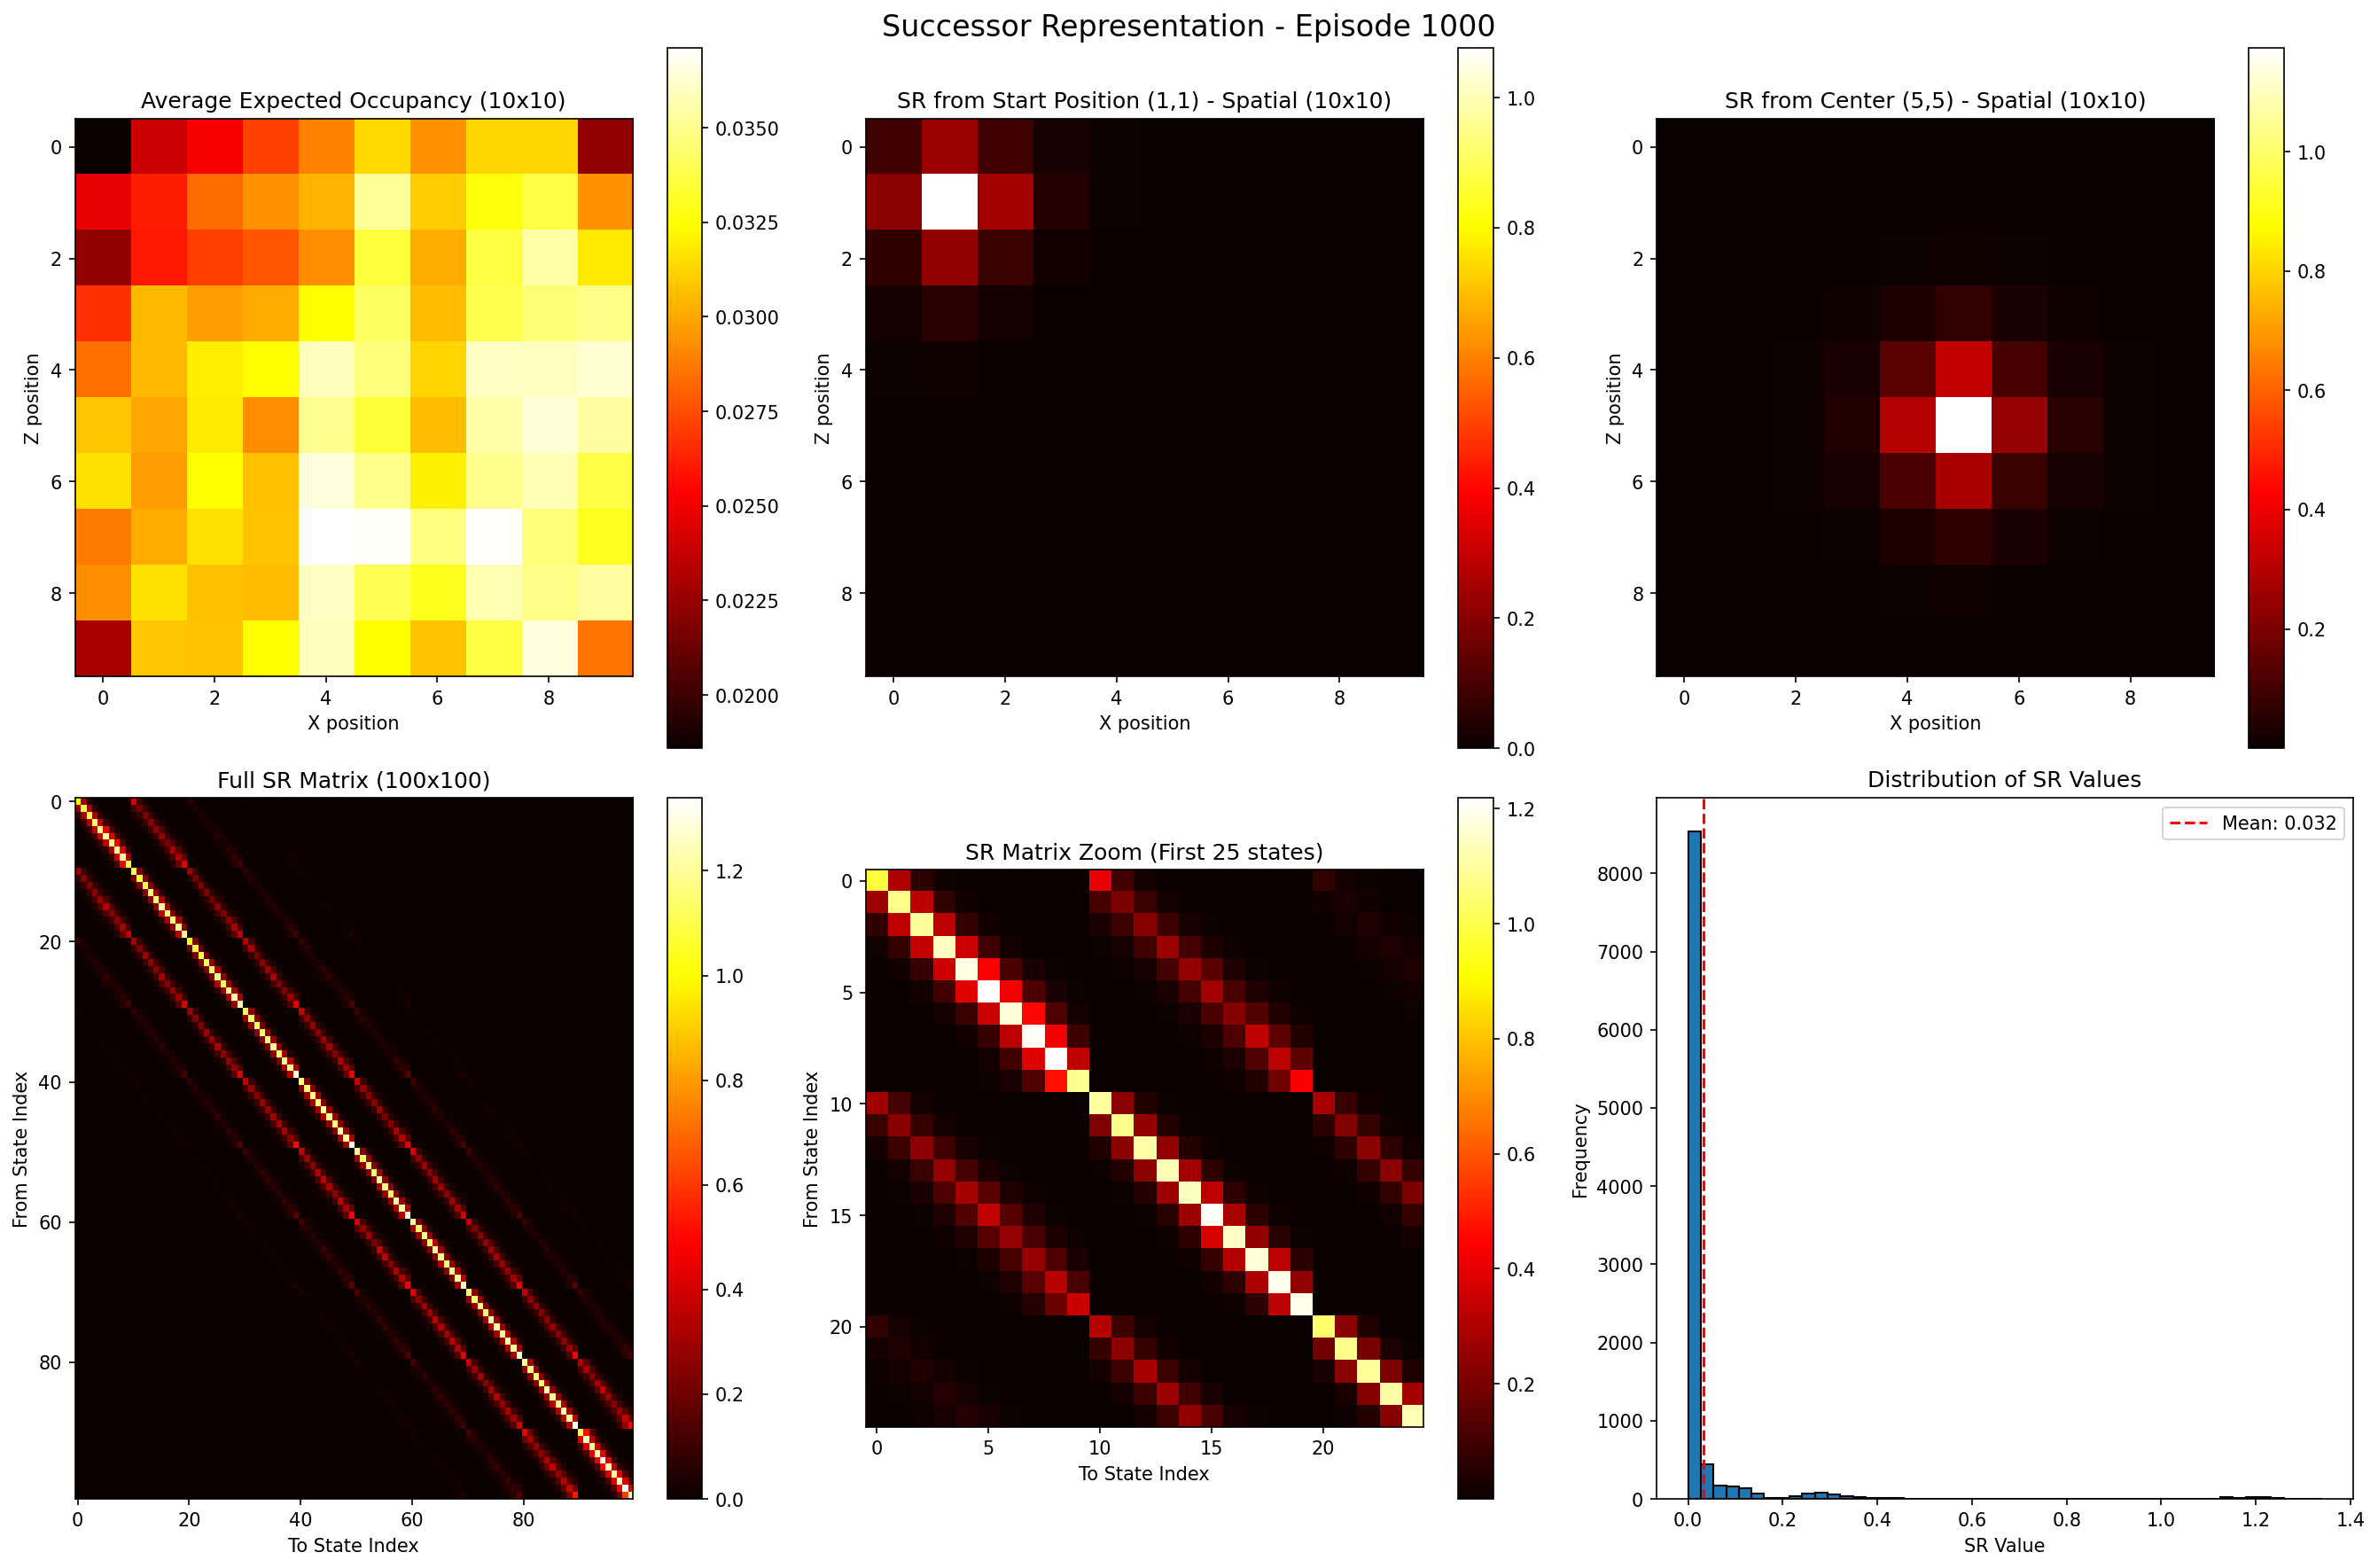 Successor Representation - Episode 1000
Average Expected Occupancy (10x10)
Z position
0
2
4
6
8
0 2 4 6 8
X position
0.0350
0.0325
0.0300
0.0275
0.0250
0.0225
0.0200
SR from Start Position (1,1) - Spatial (10x10)
Z position
0
2
4
6
8
0 2 4 6 8
X position
1.0
0.8
0.6
0.4
0.2
0.0
SR from Center (5,5) - Spatial (10x10)
Z position
0
2
4
6
8
0 2 4 6 8
X position
1.0
0.8
0.6
0.4
0.2
Full SR Matrix (100x100)
From State Index
0
20
40
60
80
0 20 40 60 80
To State Index
1.2
1.0
0.8
0.6
0.4
0.2
0.0
SR Matrix Zoom (First 25 states)
From State Index
0
5
10
15
20
0 5 10 15 20
To State Index
1.2
1.0
0.8
0.6
0.4
0.2
Distribution of SR Values
Mean: 0.032
Frequency
8000
7000
6000
5000
4000
3000
2000
1000
0
0.0 0.2 0.4 0.6 0.8 1.0 1.2 1.4
SR Value